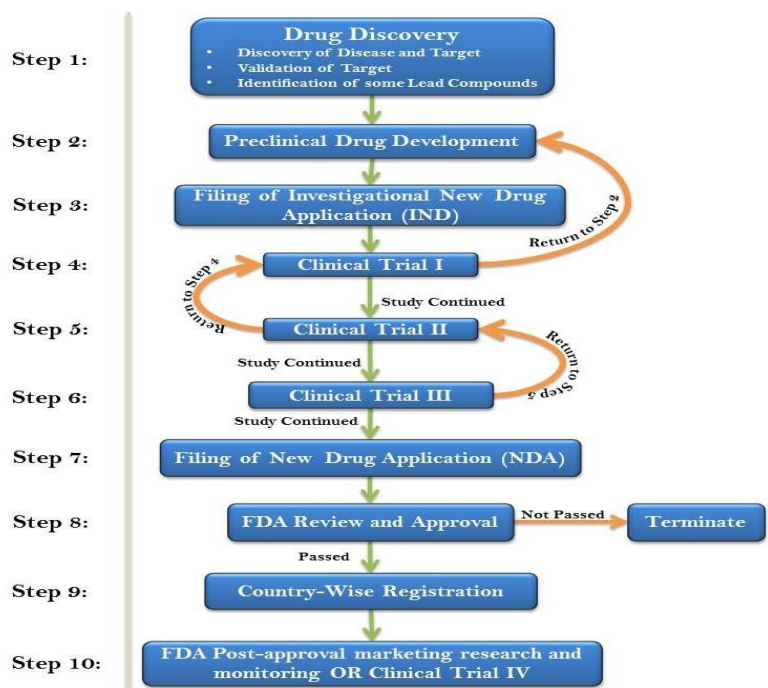 Step 1:
Drug Discovery
• Discovery of Disease and Target
• Validation of Target
• Identification of some Lead Compounds
Step 2:
Preclinical Drug Development
Step 3:
Filing of Investigational New Drug
Application (IND)
Return to Step 2
Step 4:
Clinical Trial I
Return to Step 4
Study Continued
Step 5:
Clinical Trial II
Return to Step 5
Study Continued
Step 6:
Clinical Trial III
Study Continued
Step 7:
Filing of New Drug Application (NDA)
Step 8:
FDA Review and Approval
Not Passed
Terminate
Passed
Step 9:
Country-Wise Registration
Step 10:
FDA Post-approval marketing research and
monitoring OR Clinical Trial IV